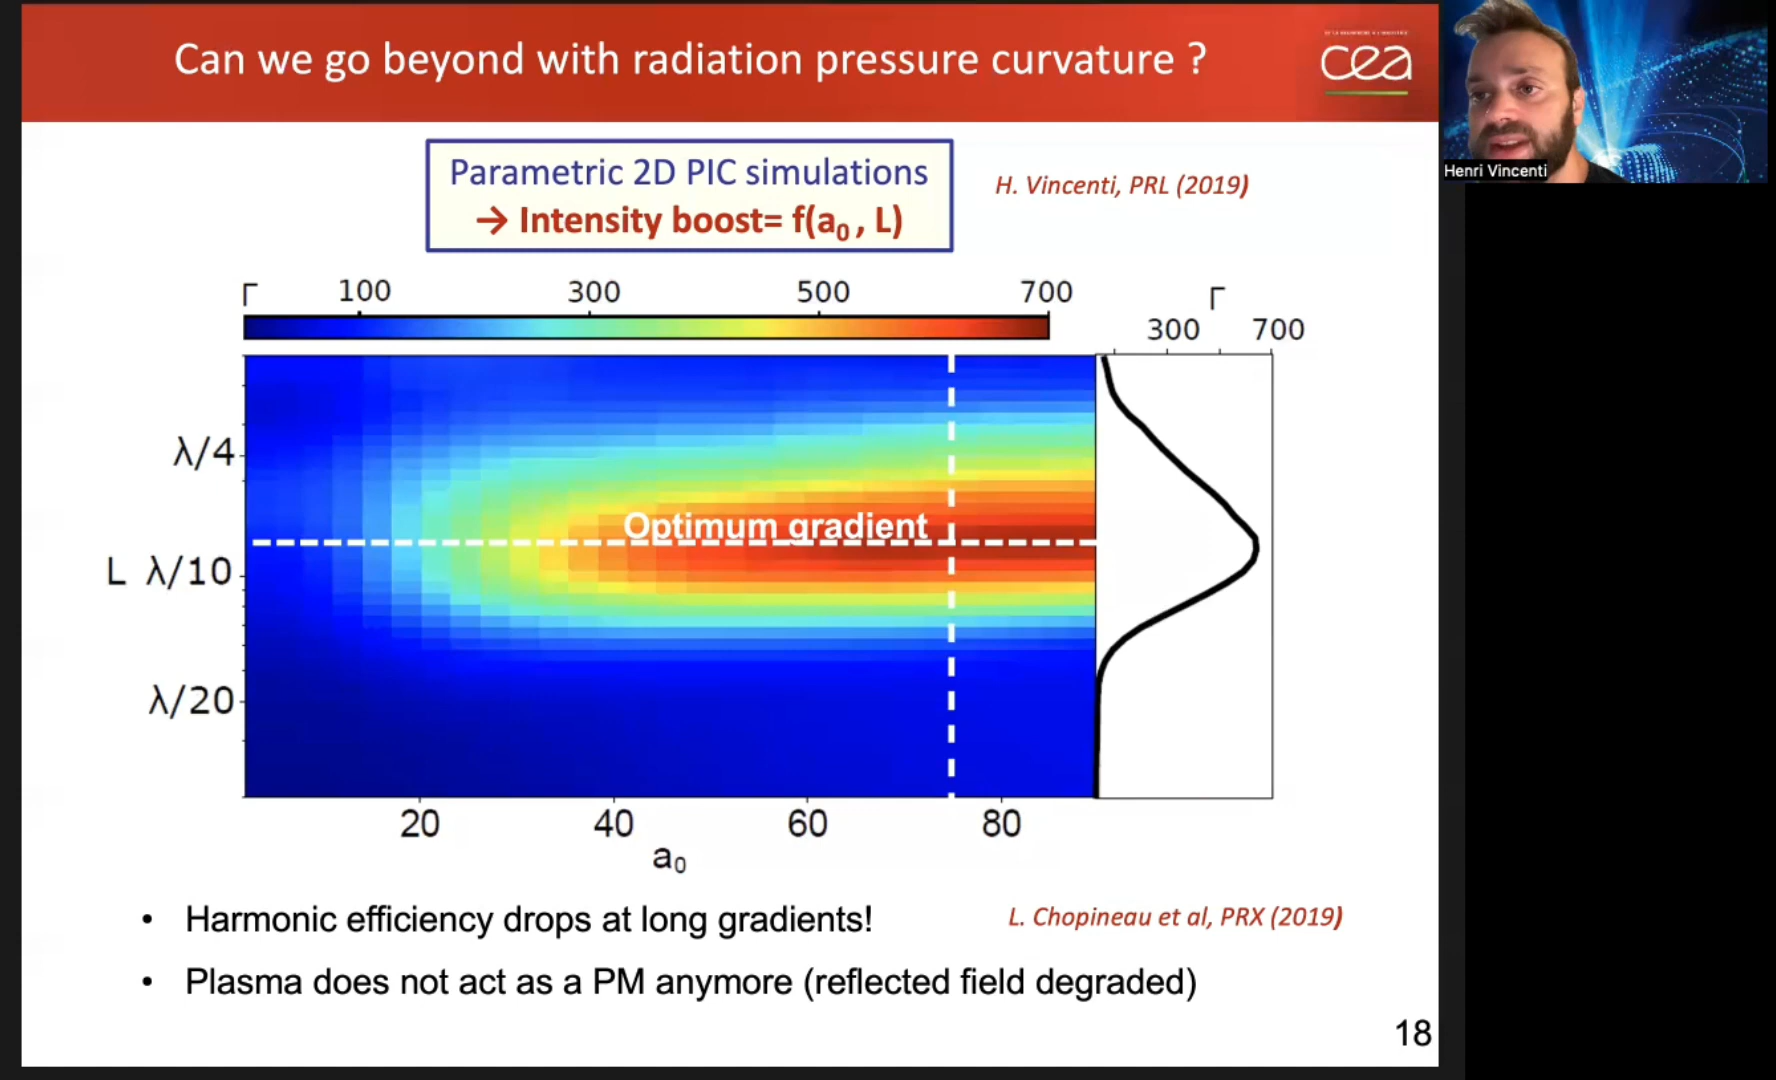 Can we go beyond with radiation pressure curvature ?
cea
Henri Vincenti
Parametric 2D PIC simulations
→ Intensity boost= f(a₀ , L)
H. Vincenti, PRL (2019)
Γ 100 300 500 700
Γ
300 700
λ/4
Optimum gradient
L λ/10
λ/20
20 40 60 80
a₀
• Harmonic efficiency drops at long gradients!
L. Chopineau et al, PRX (2019)
• Plasma does not act as a PM anymore (reflected field degraded)
18